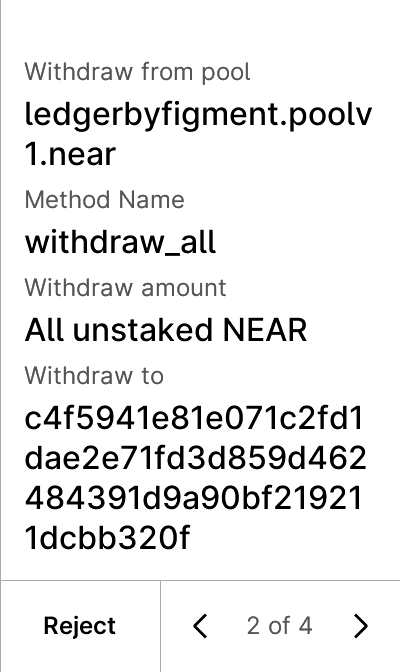 Withdraw from pool
ledgerbyfigment.poolv
1.near
Method Name
withdraw_all
Withdraw amount
All unstaked NEAR
Withdraw to
c4f5941e81e071c2fd1
dae2e71fd3d859d462
484391d9a90bf21921
1dcbb320f
Reject
2 of 4